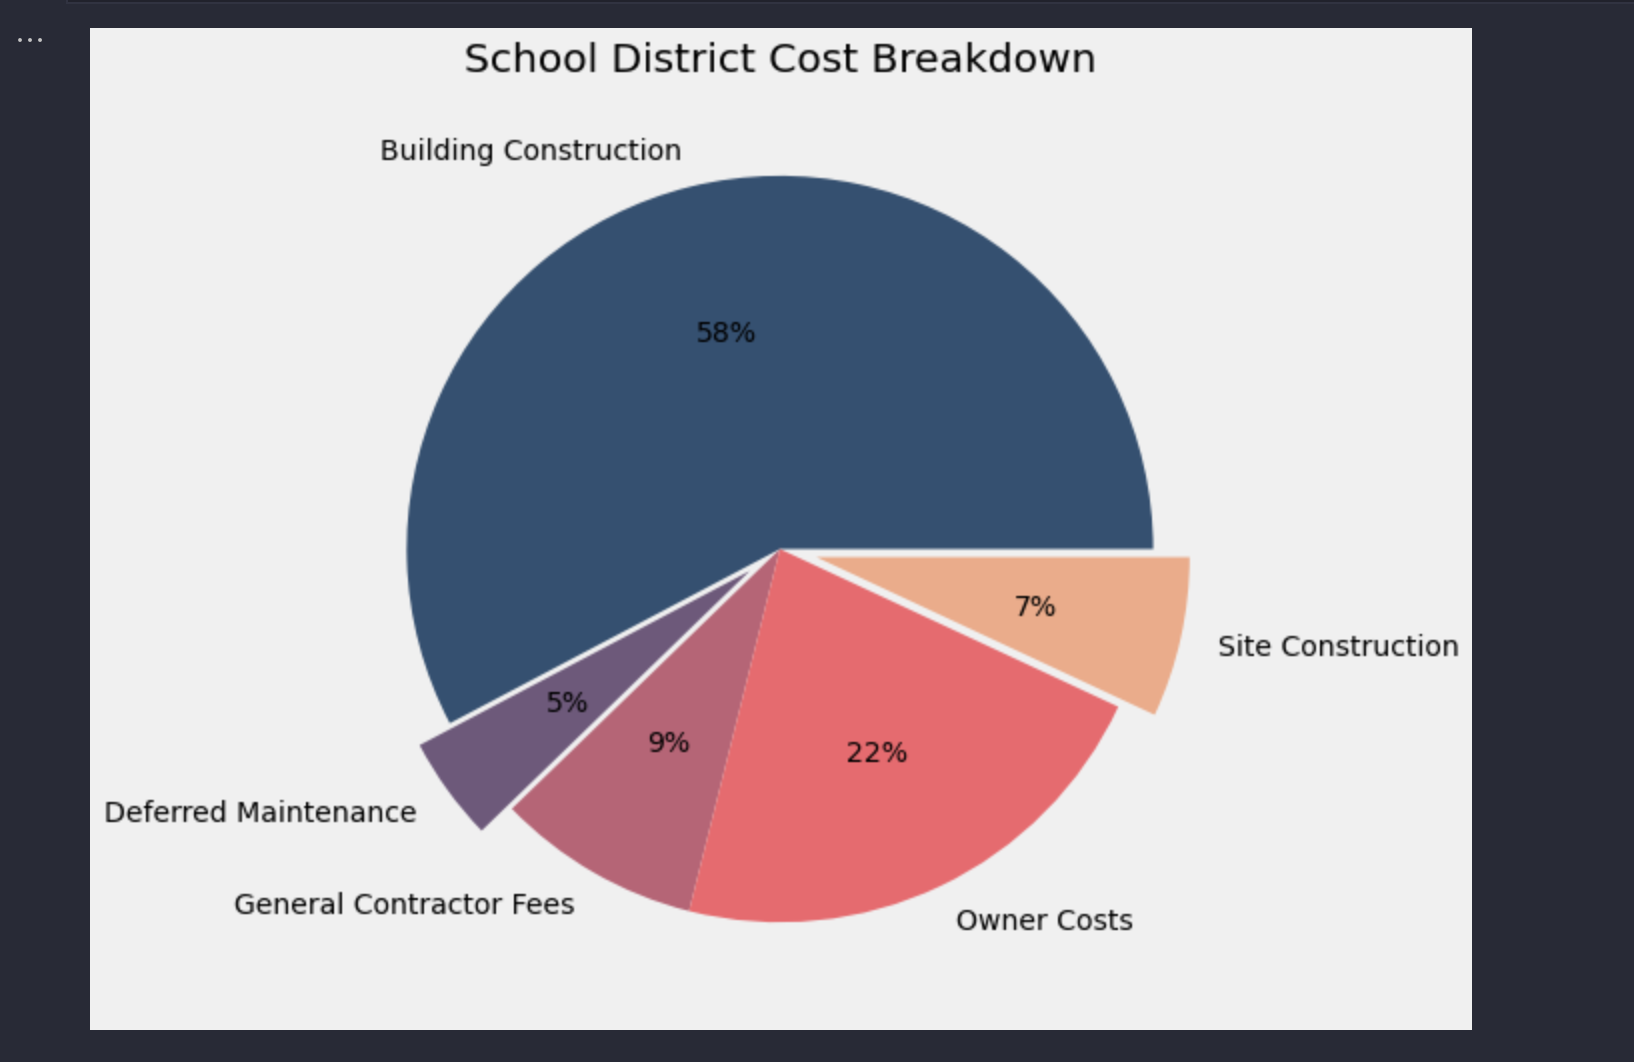 School District Cost Breakdown
Building Construction
58%
7%
Site Construction
5%
9%
22%
Deferred Maintenance
General Contractor Fees
Owner Costs